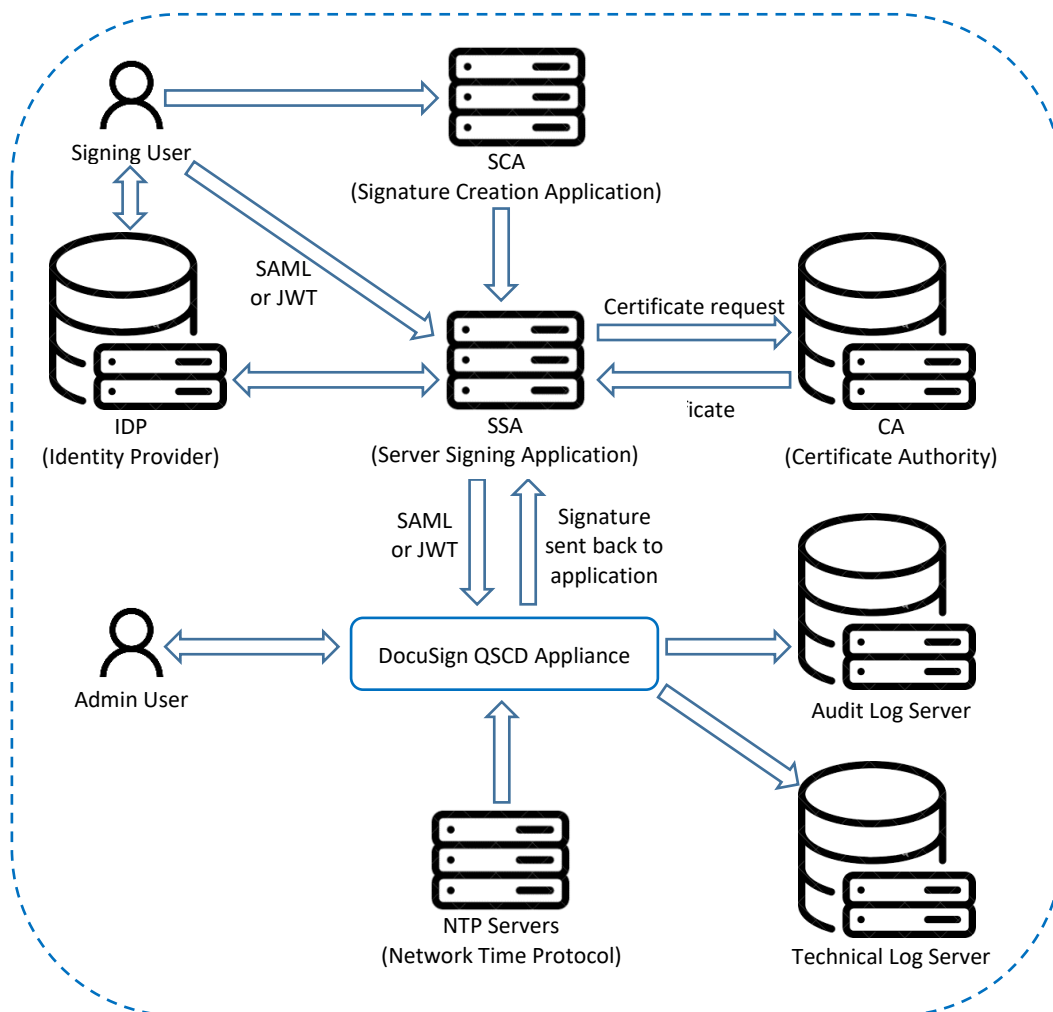 Signing User
SCA
(Signature Creation Application)
SAML
or JWT
Certificate request
icate
IDP
(Identity Provider)
SSA
(Server Signing Application)
CA
(Certificate Authority)
SAML
or JWT
Signature
sent back to
application
Admin User
DocuSign QSCD Appliance
Audit Log Server
NTP Servers
(Network Time Protocol)
Technical Log Server